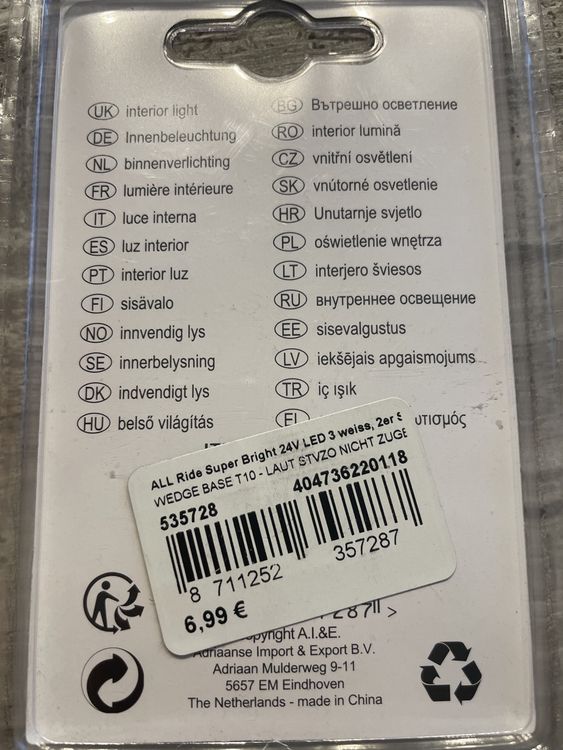 UK interior light
DE Innenbeleuchtung
NL binnenverlichting
FR lumière intérieure
IT luce interna
ES luz interior
PT interior luz
FI sisävalo
NO innvendig lys
SE innerbelysning
DK indvendigt lys
HU belső világítás
BG Вътрешно осветление
RO interior lumină
CZ vnitřní osvětlení
SK vnútorné osvetlenie
HR Unutarnje svjetlo
PL oświetlenie wnętrza
LT interjero šviesos
RU внутреннее освещение
EE sisevalgustus
LV iekšējais apgaismojums
TR iç ışık
ALL Ride Super Bright 24V LED 3 weiss, 2er S
WEDGE BASE T10 - LAUT STVZO NICHT ZUGE
535728 404736220118
8 711252 357287
6,99 €
A.I.&E.
Adriaanse Import & Export B.V.
Adriaan Mulderweg 9-11
5657 EM Eindhoven
The Netherlands - made in China